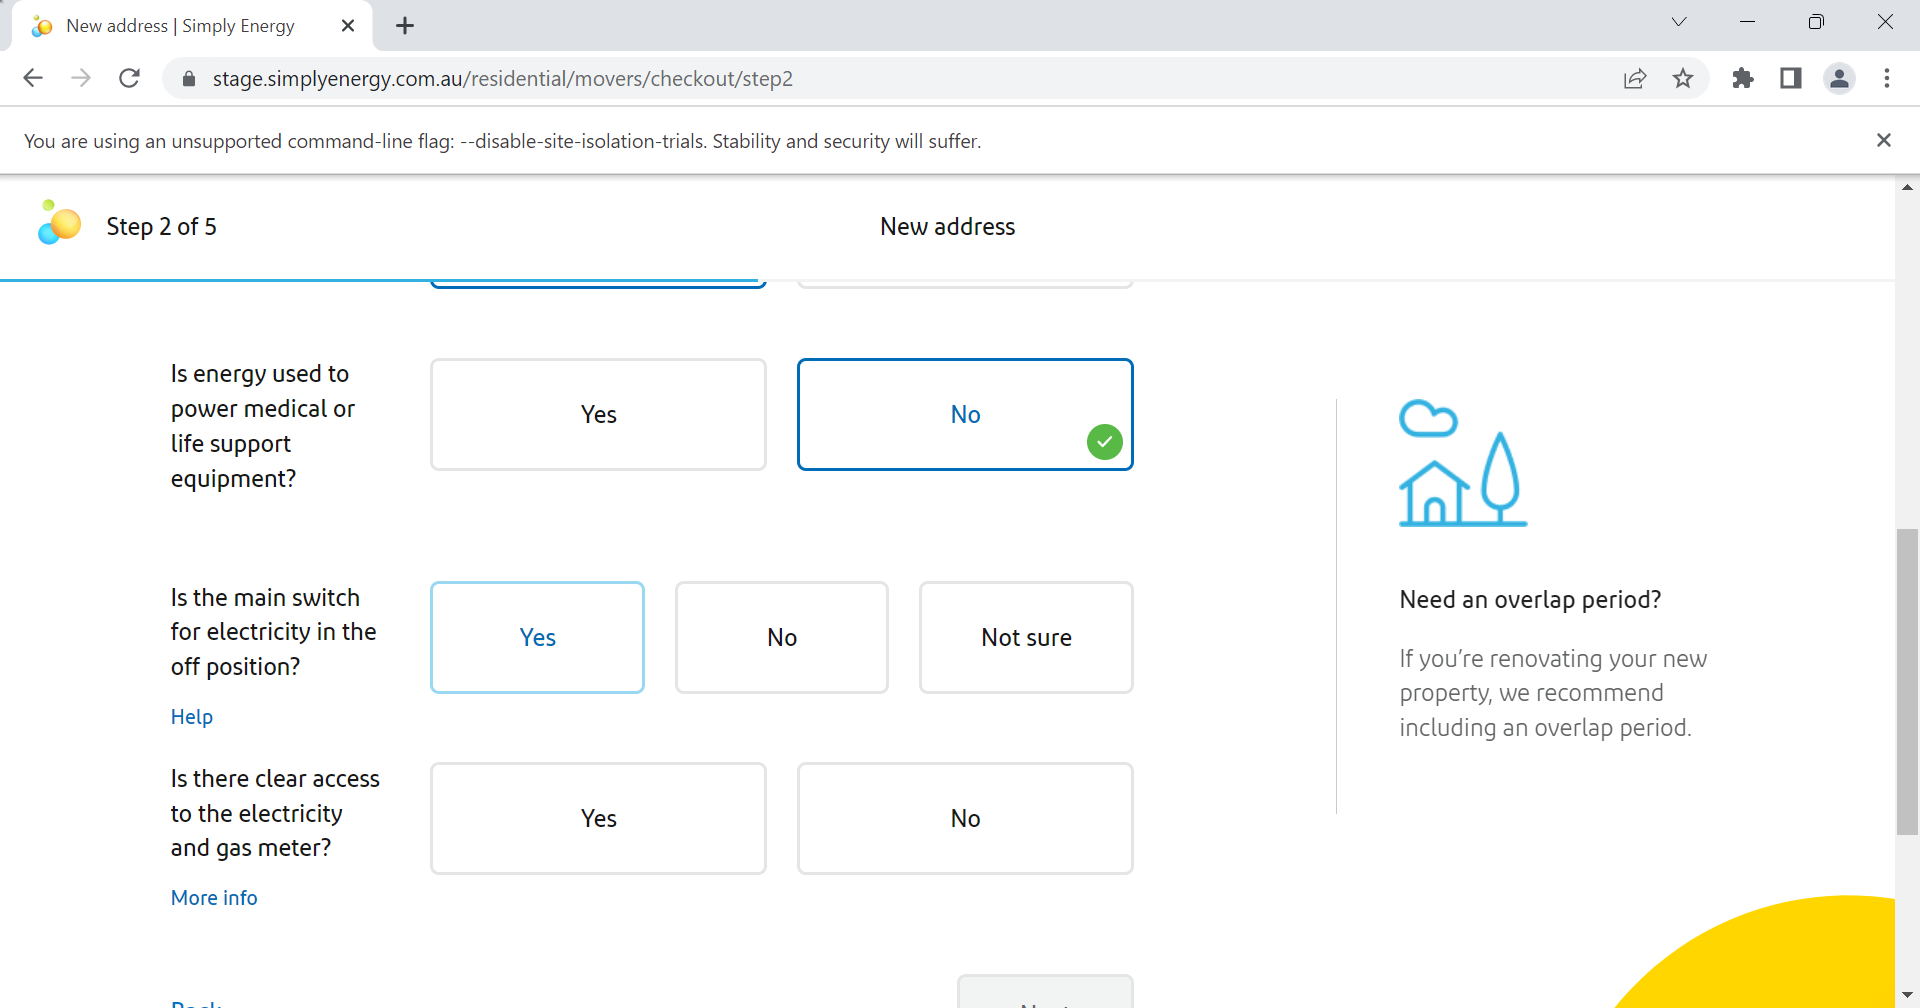 New address | Simply Energy
stage.simplyenergy.com.au/residential/movers/checkout/step2
You are using an unsupported command-line flag: --disable-site-isolation-trials. Stability and security will suffer.
Step 2 of 5
New address
Is energy used to
power medical or
life support
equipment?
Yes
No
Is the main switch
for electricity in the
off position?
Help
Yes
No
Not sure
Is there clear access
to the electricity
and gas meter?
More info
Yes
No
Need an overlap period?
If you’re renovating your new
property, we recommend
including an overlap period.
Back
Next